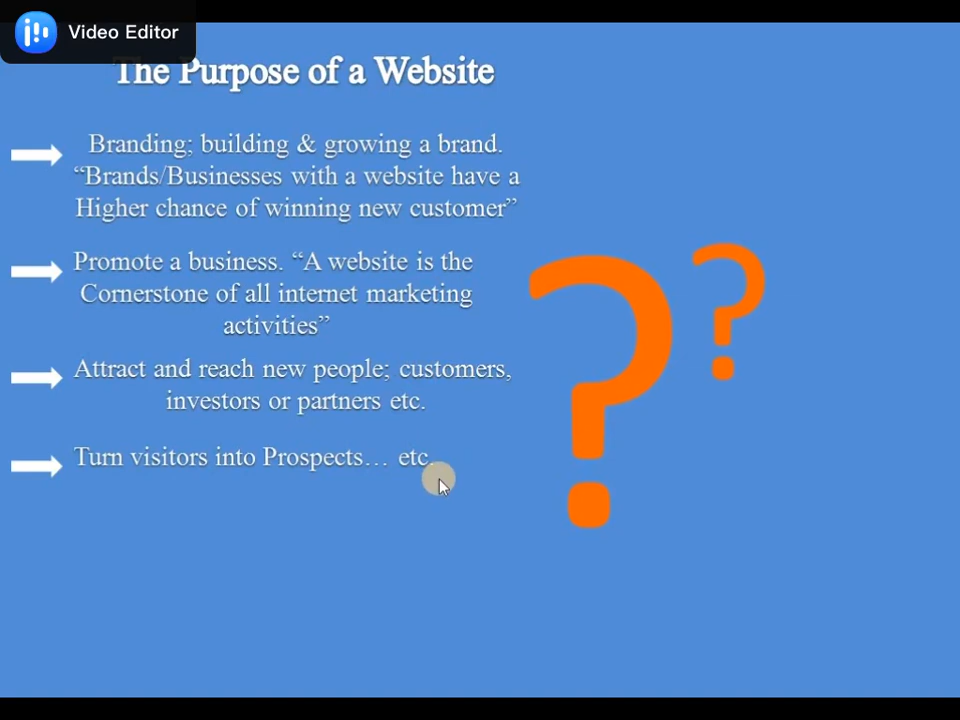 Video Editor
The Purpose of a Website
Branding; building & growing a brand.
“Brands/Businesses with a website have a
Higher chance of winning new customer”
Promote a business. “A website is the
Cornerstone of all internet marketing
activities”
Attract and reach new people; customers,
investors or partners etc.
Turn visitors into Prospects… etc.
? ?